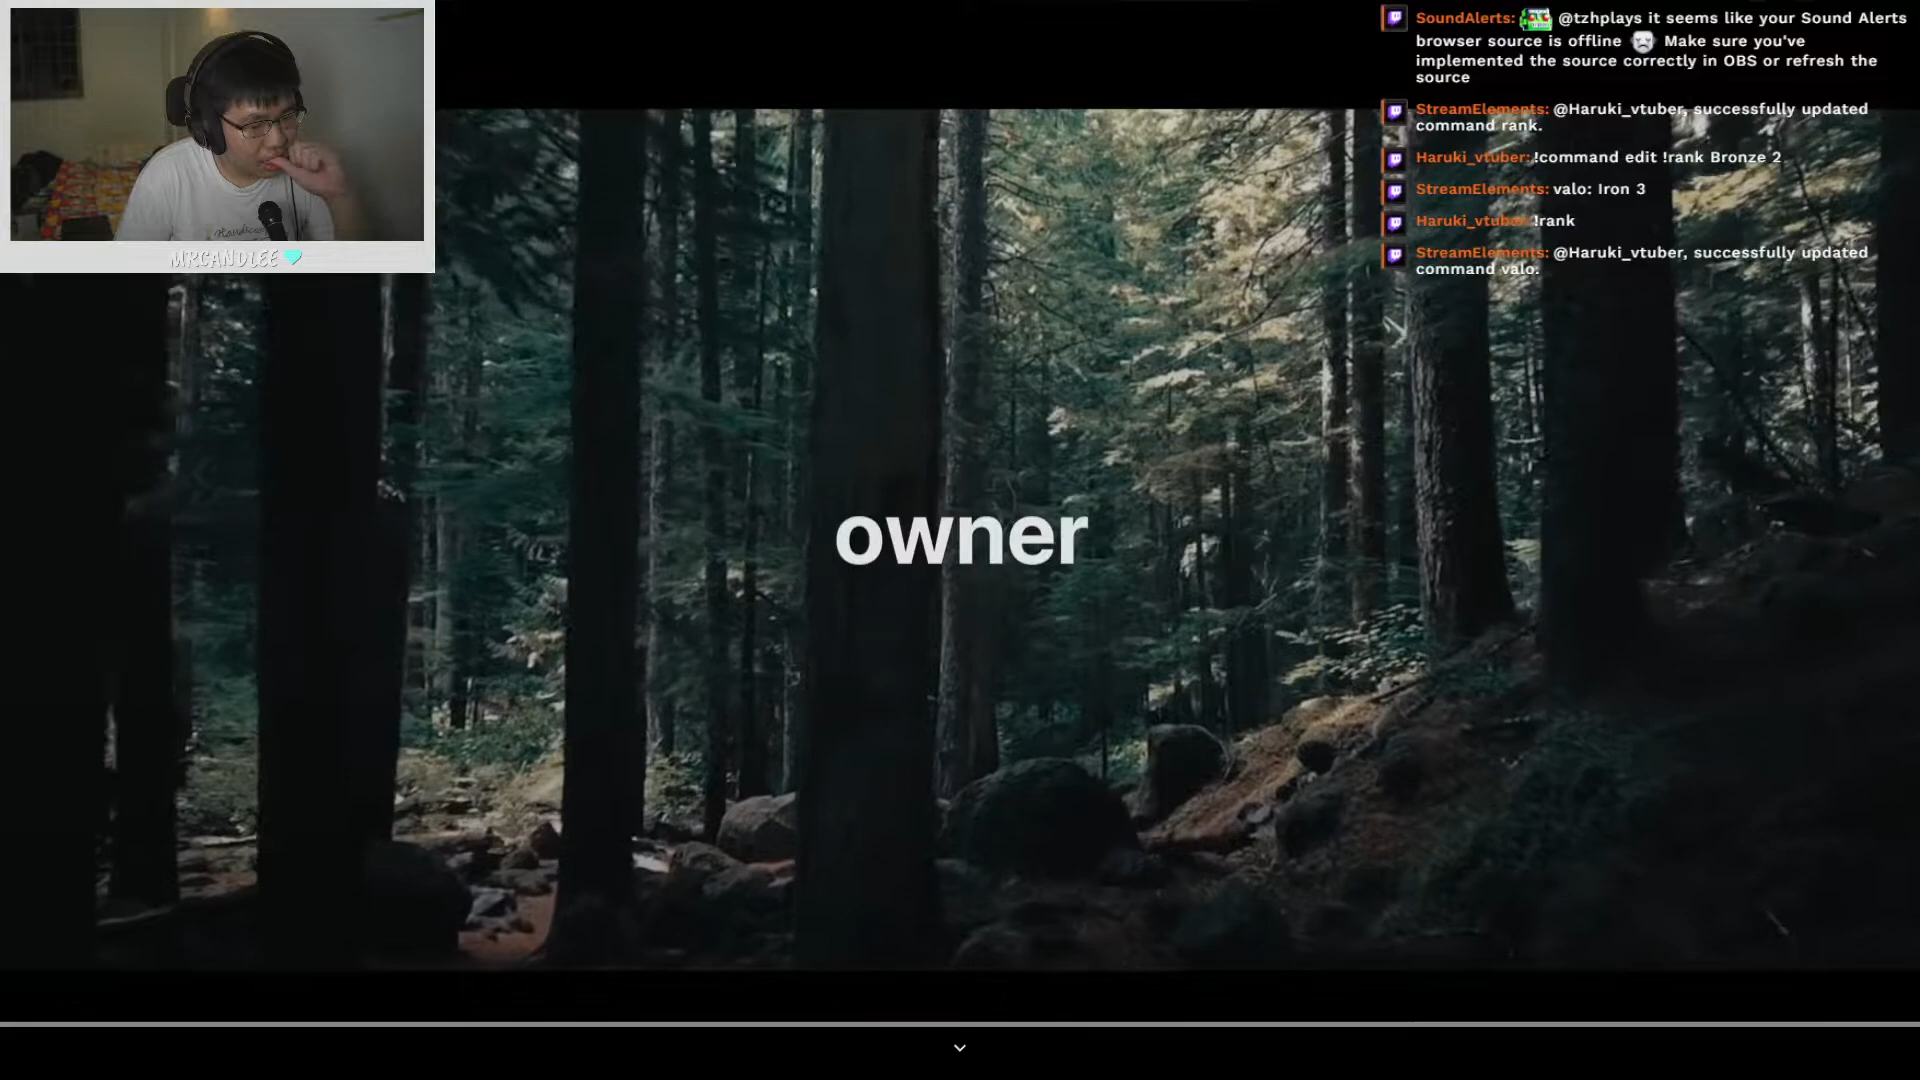 MRCANDLEE
SoundAlerts: @tzhplays it seems like your Sound Alerts
browser source is offline Make sure you've
implemented the source correctly in OBS or refresh the
source
StreamElements: @Haruki_vtuber, successfully updated
command rank.
Haruki_vtuber: !command edit !rank Bronze 2
StreamElements: valo: Iron 3
Haruki_vtuber: !rank
StreamElements: @Haruki_vtuber, successfully updated
command valo.
owner